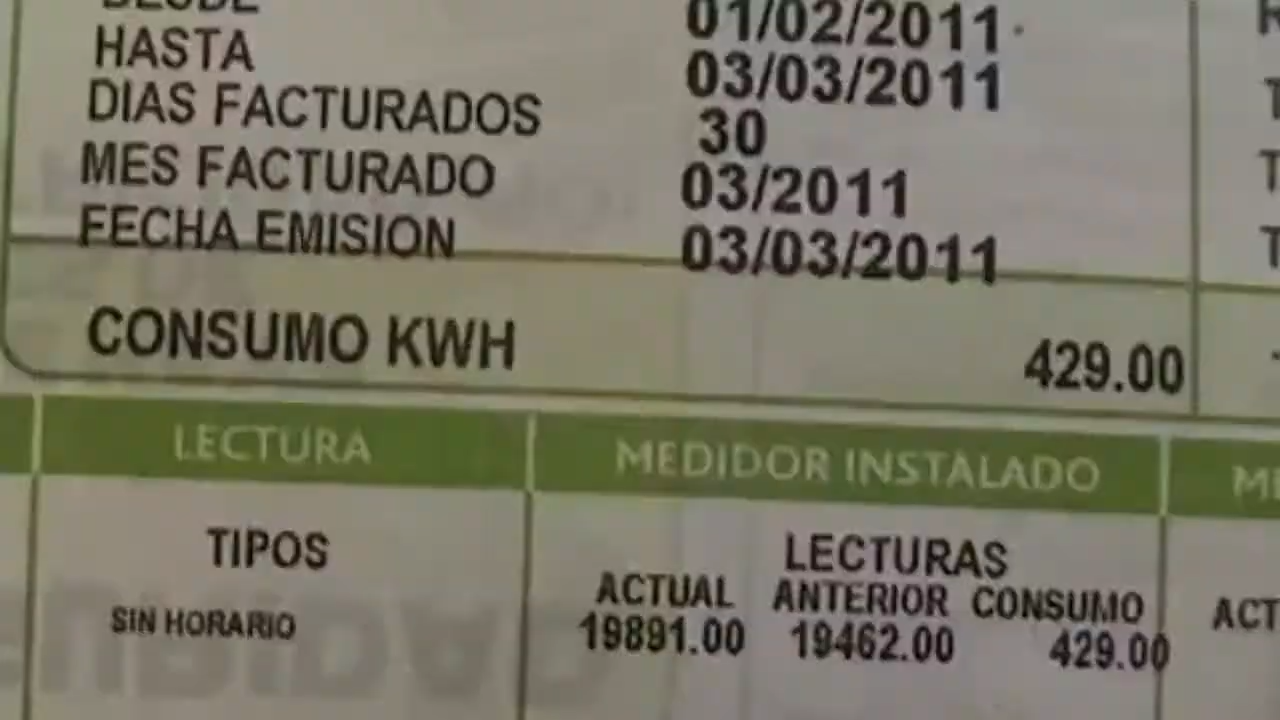 DESDE 01/02/2011
HASTA 03/03/2011
DIAS FACTURADOS 30
MES FACTURADO 03/2011
FECHA EMISION 03/03/2011
CONSUMO KWH 429.00
LECTURA MEDIDOR INSTALADO
TIPOS LECTURAS
ACTUAL ANTERIOR CONSUMO
SIN HORARIO 19891.00 19462.00 429.00